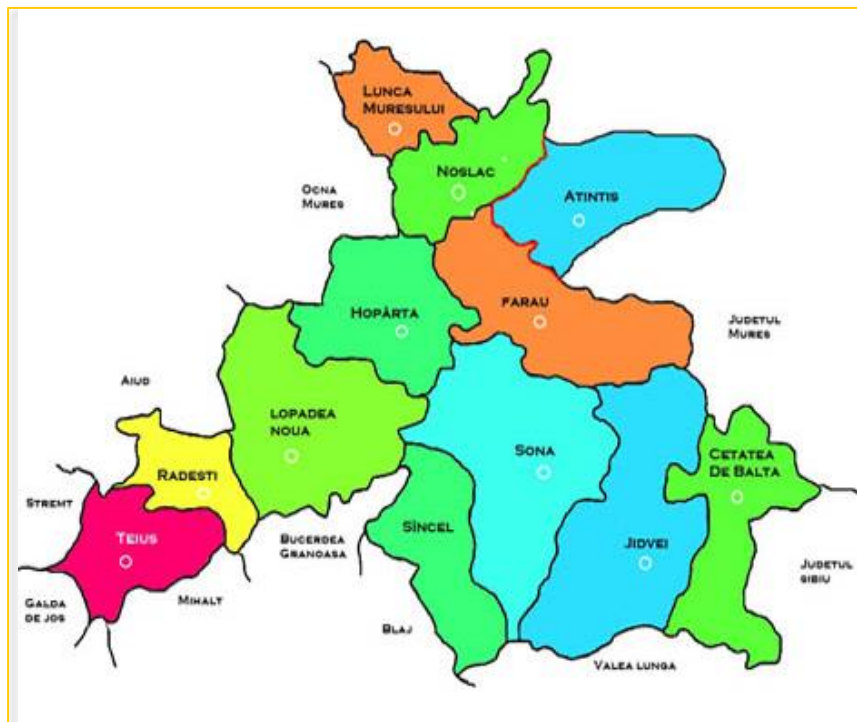 LUNCA
MURESULUI
NOSLAC
OCNA
MURES
ATINTIS
HOPÂRTA
FARAU
JUDETUL
MURES
AIUD
LOPADEA
NOUA
SONA
CETATEA
DE BALTA
RADESTI
STREMT
TEIUS
BUCERDEA
GRANOASA
SÎNCEL
JIDVEI
JUDETUL
SIBIU
GALDA
DE JOS
MIHALT
BLAJ
VALEA LUNGA